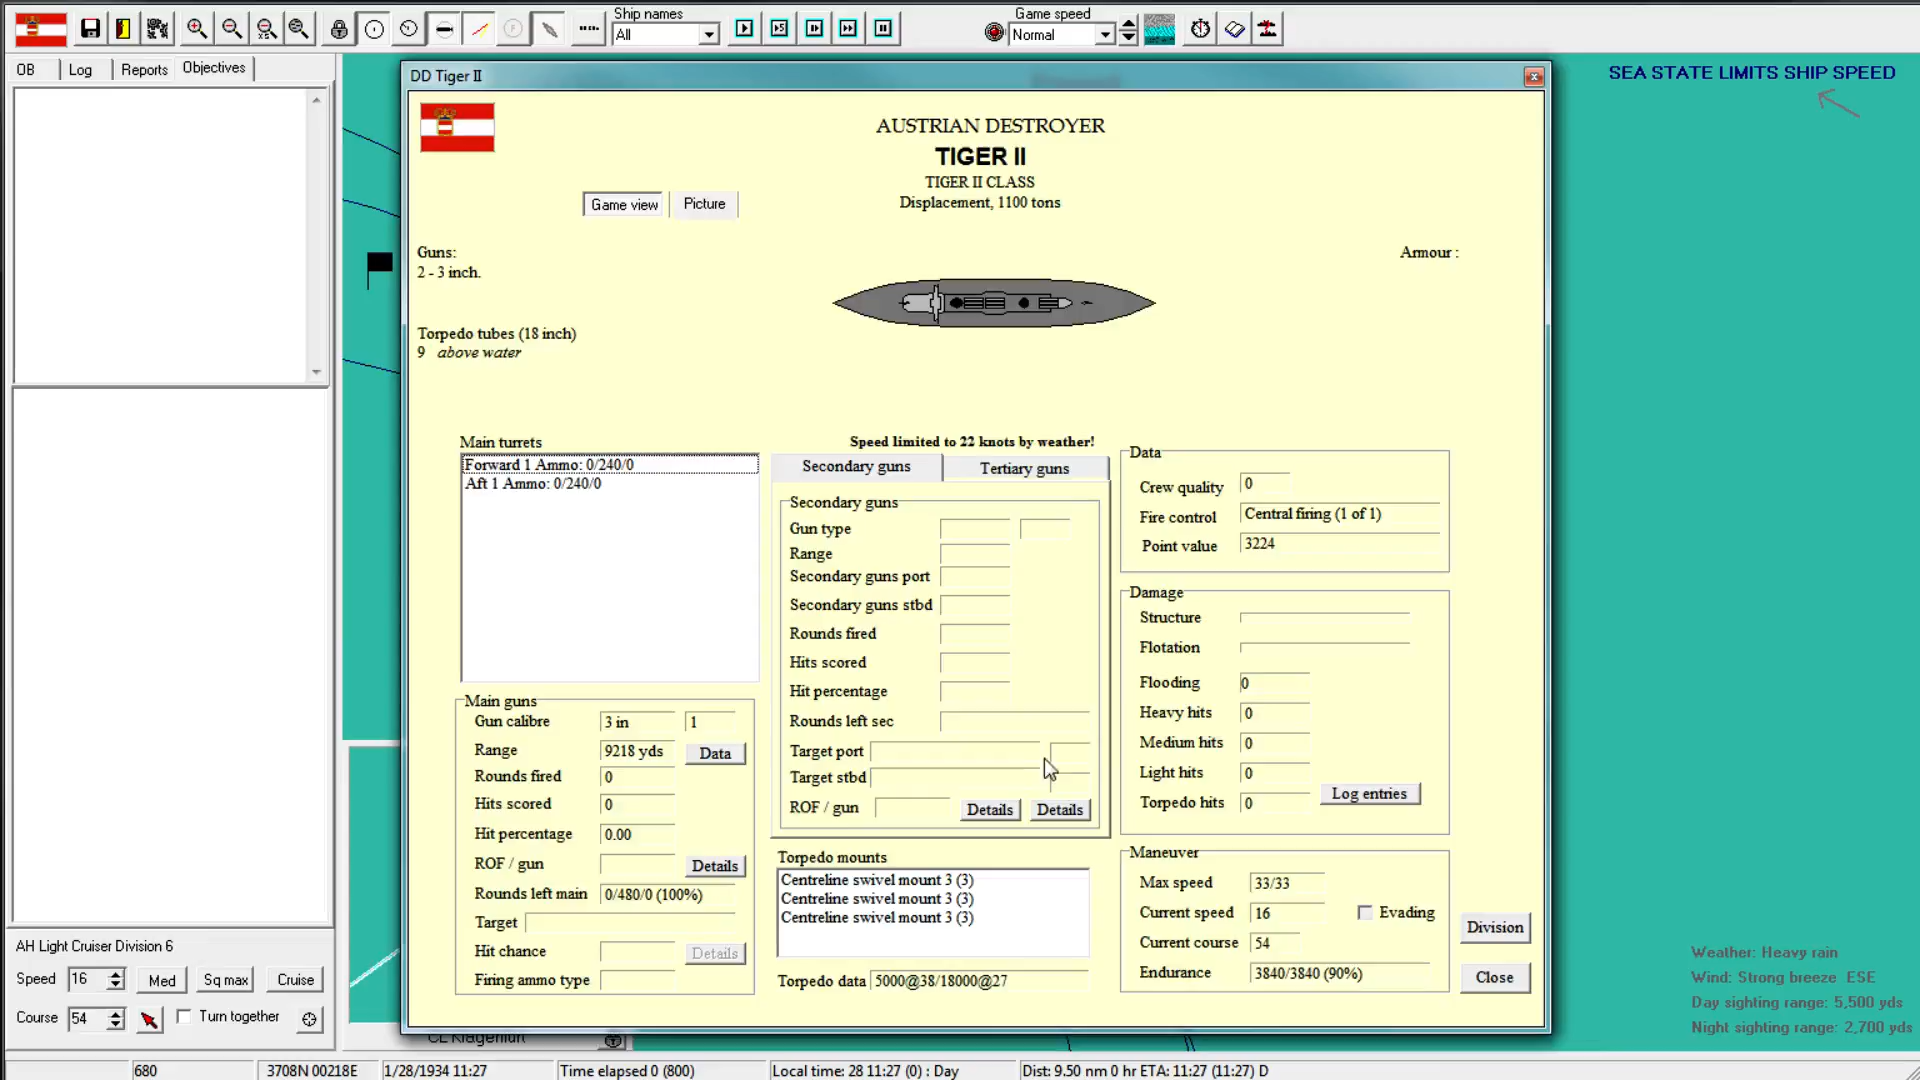 Ship names
All
Game speed
Normal
OB
Log
Reports
Objectives
DD Tiger II
SEA STATE LIMITS SHIP SPEED
AUSTRIAN DESTROYER
TIGER II
TIGER II CLASS
Displacement, 1100 tons
Game view
Picture
Guns:
2 - 3 inch.
Armour :
Torpedo tubes (18 inch)
9 above water
Main turrets
Forward 1 Ammo: 0/240/0
Aft 1 Ammo: 0/240/0
Speed limited to 22 knots by weather!
Secondary guns
Tertiary guns
Secondary guns
Gun type
Range
Secondary guns port
Secondary guns stbd
Rounds fired
Hits scored
Hit percentage
Rounds left sec
Target port
Target stbd
ROF / gun
Details
Details
Data
Crew quality 0
Fire control Central firing (1 of 1)
Point value 3224
Damage
Structure
Flotation
Flooding 0
Heavy hits 0
Medium hits 0
Light hits 0
Torpedo hits 0
Log entries
Main guns
Gun calibre 3 in 1
Range 9218 yds Data
Rounds fired 0
Hits scored 0
Hit percentage 0.00
ROF / gun Details
Rounds left main 0/480/0 (100%)
Target
Hit chance Details
Firing ammo type
Torpedo mounts
Centreline swivel mount 3 (3)
Centreline swivel mount 3 (3)
Centreline swivel mount 3 (3)
Torpedo data 5000@38/18000@27
Maneuver
Max speed 33/33
Current speed 16 Evading
Current course 54
Endurance 3840/3840 (90%)
Division
Close
AH Light Cruiser Division 6
Speed 16 Med Sq max Cruise
Course 54 Turn together
CL Klagenfurt
Weather: Heavy rain
Wind: Strong breeze ESE
Day sighting range: 5,500 yds
Night sighting range: 2,700 yds
680
3708N 00218E
1/28/1934 11:27
Time elapsed 0 (800)
Local time: 28 11:27 (0) : Day
Dist: 9.50 nm 0 hr ETA: 11:27 (11:27) D